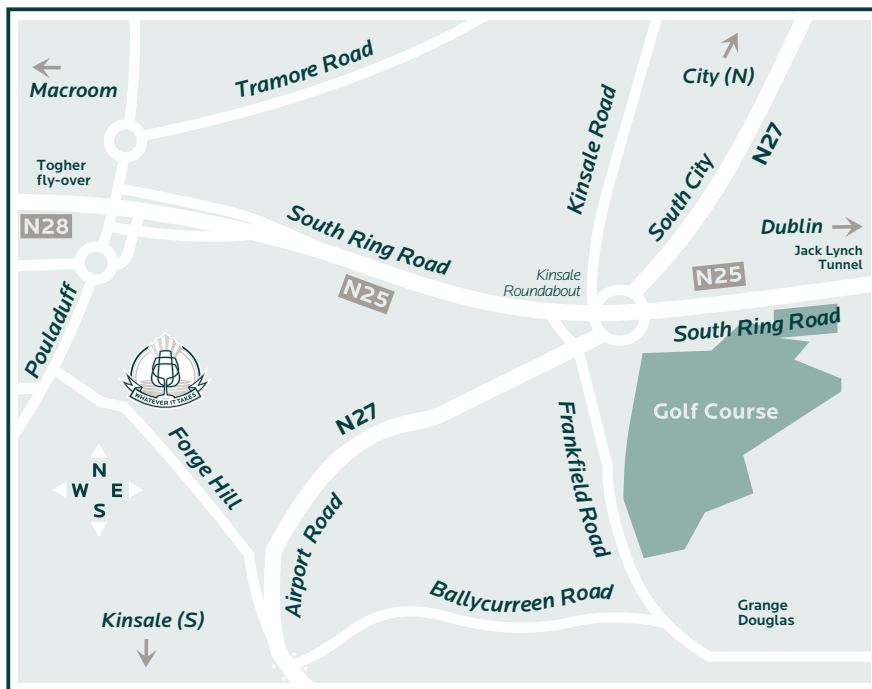 Macroom
Tramore Road
City (N)
Togher
fly-over
Kinsale Road
South City
N27
N28
South Ring Road
N25
Kinsale
Roundabout
Dublin
Jack Lynch
Tunnel
N25
South Ring Road
Pouladuff
WHATEVER IT TAKES
N27
Golf Course
Forge Hill
Frankfield Road
N
W E
S
Airport Road
Ballycurreen Road
Kinsale (S)
Grange
Douglas